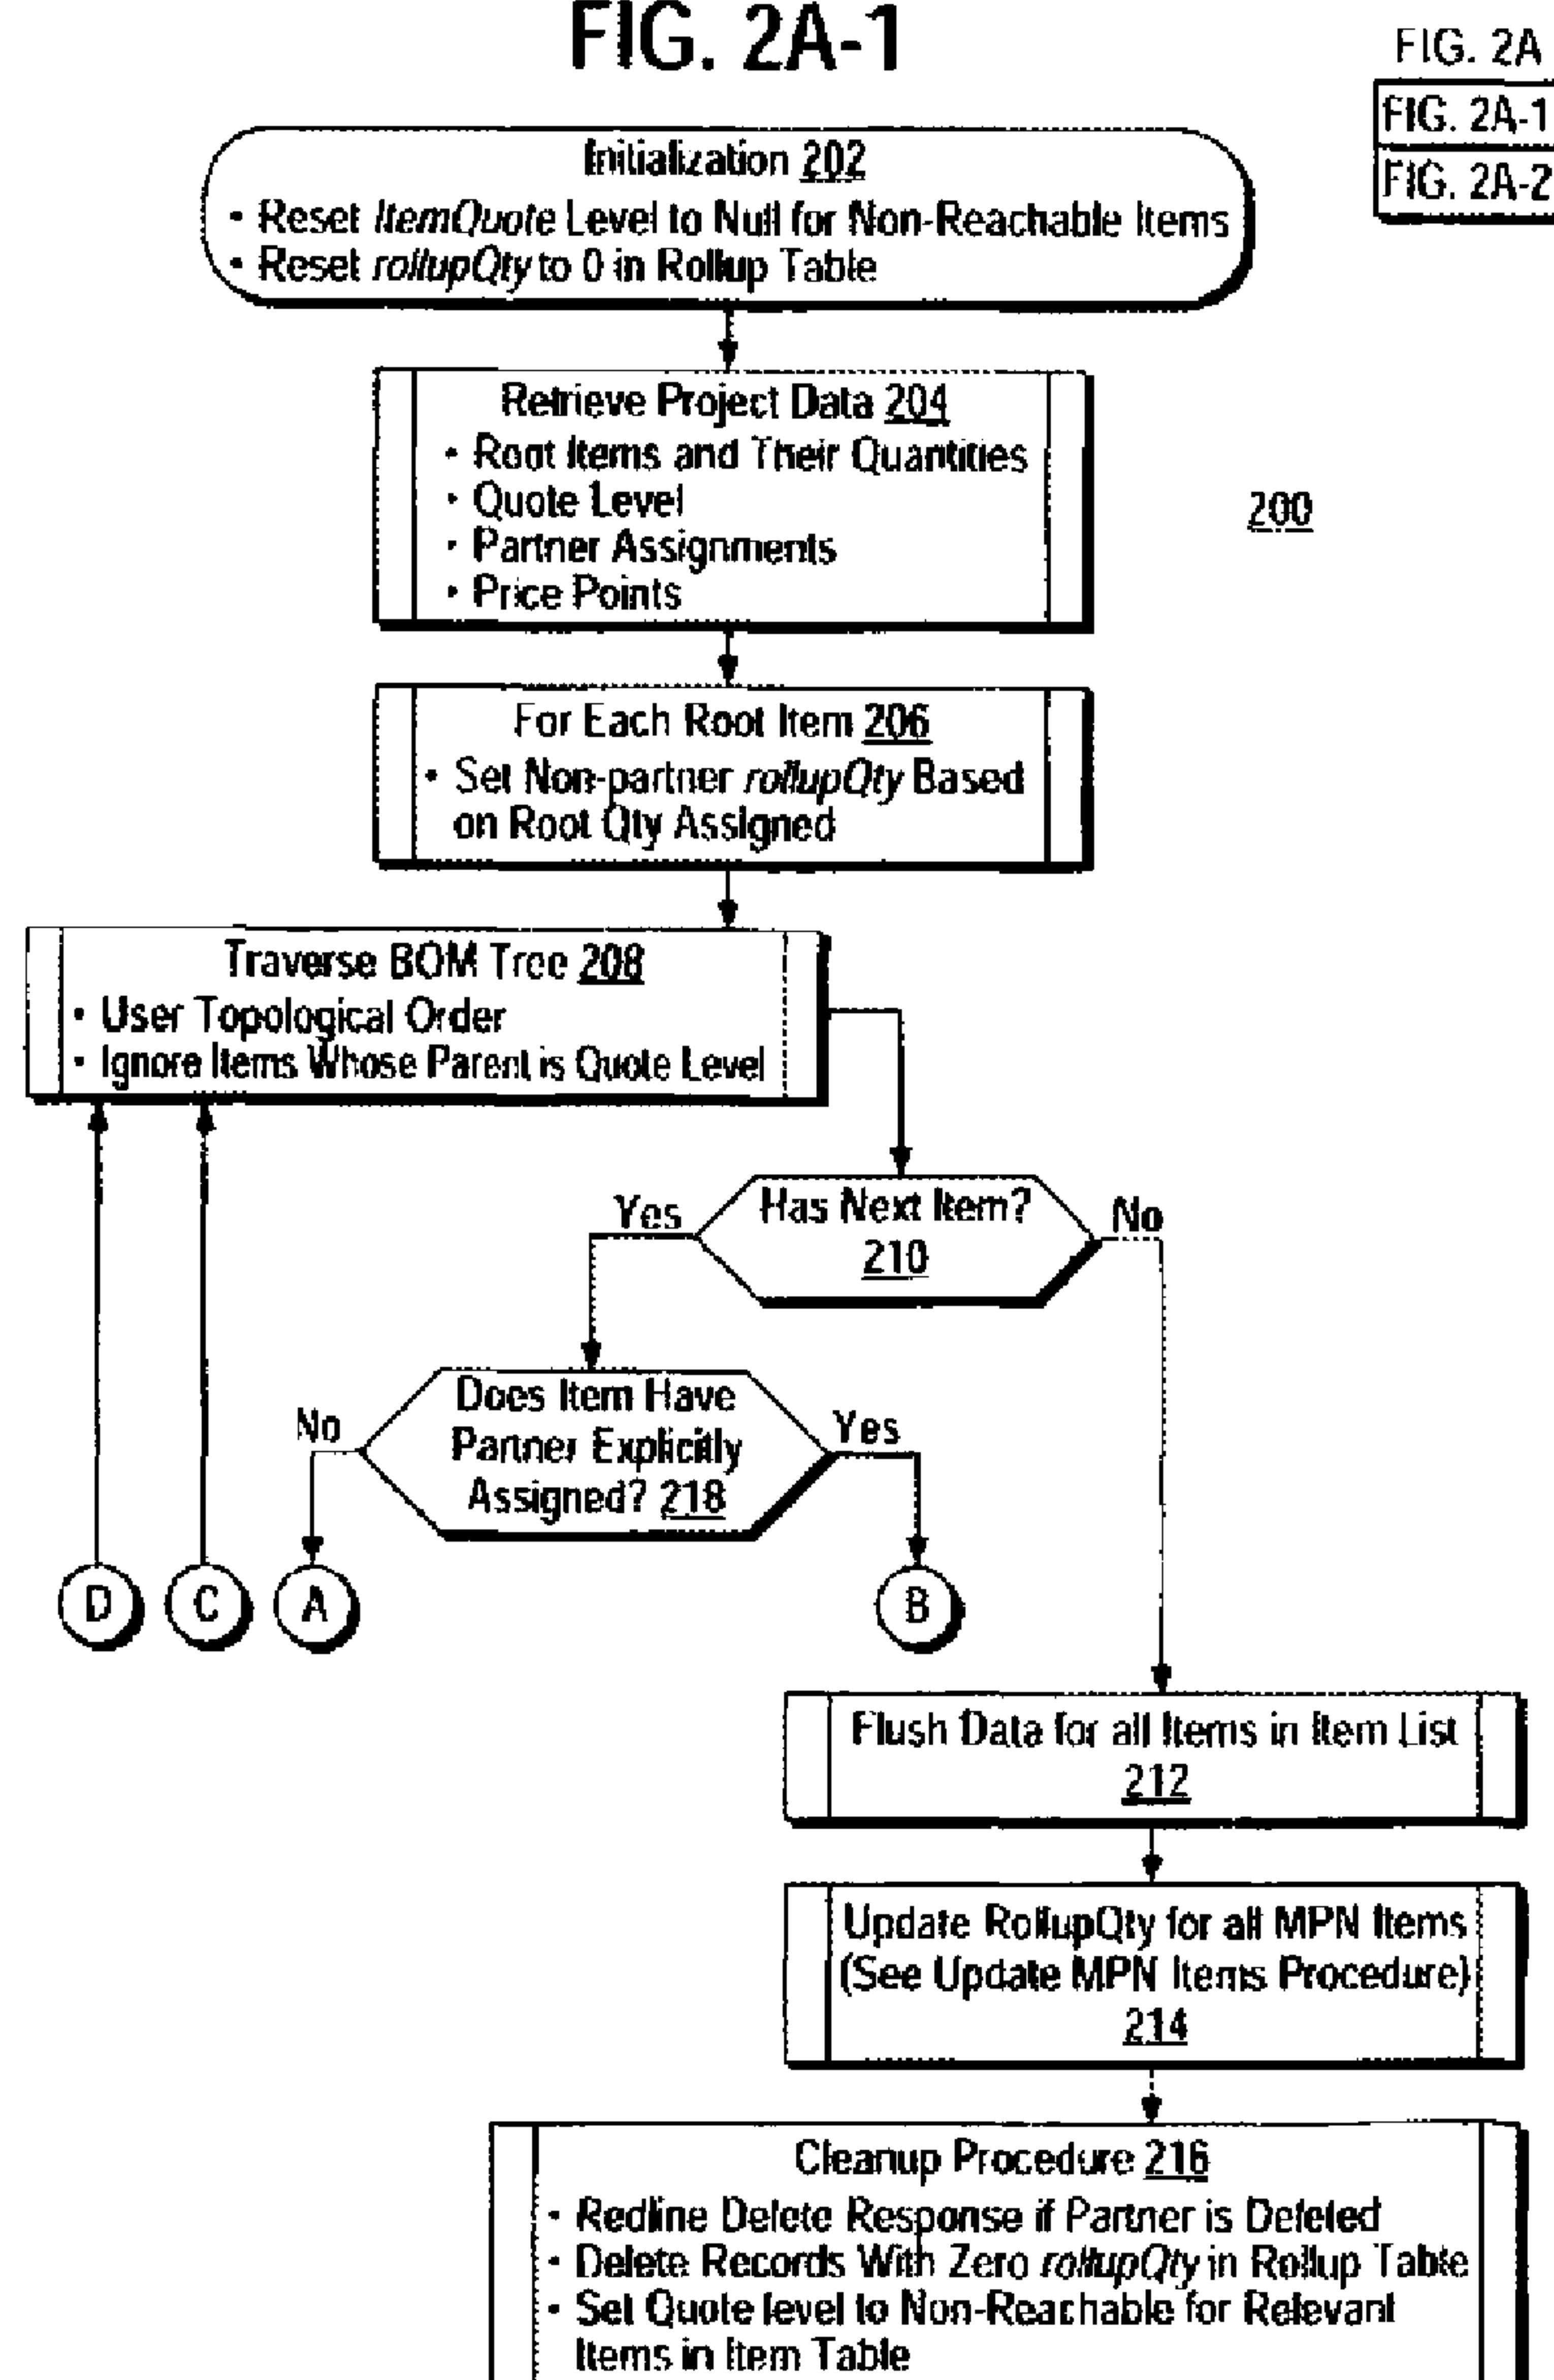 FIG. 2A-1
FIG. 2A
FIG. 2A-1
FIG. 2A-2
Initialization 202
• Reset ItemQuote Level to Null for Non-Reachable Items
• Reset rollupQty to 0 in Rollup Table
Retrieve Project Data 204
• Root Items and Their Quantities
• Quote Level
• Partner Assignments
• Price Points
200
For Each Root Item 206
• Set Non-partner rollupQty Based
on Root Qty Assigned
Traverse BOM Tree 208
• User Topological Order
• Ignore Items Whose Parent is Quote Level
Yes
Has Next Item?
No
210
No
Does Item Have
Partner Explicitly
Assigned? 218
Yes
D
C
A
B
Flush Data for all Items in Item List
212
Update RollupQty for all MPN Items
(See Update MPN Items Procedure)
214
Cleanup Procedure 216
• Redline Delete Response if Partner is Deleted
• Delete Records With Zero rollupQty in Rollup Table
• Set Quote level to Non-Reachable for Relevant
Items in Item Table